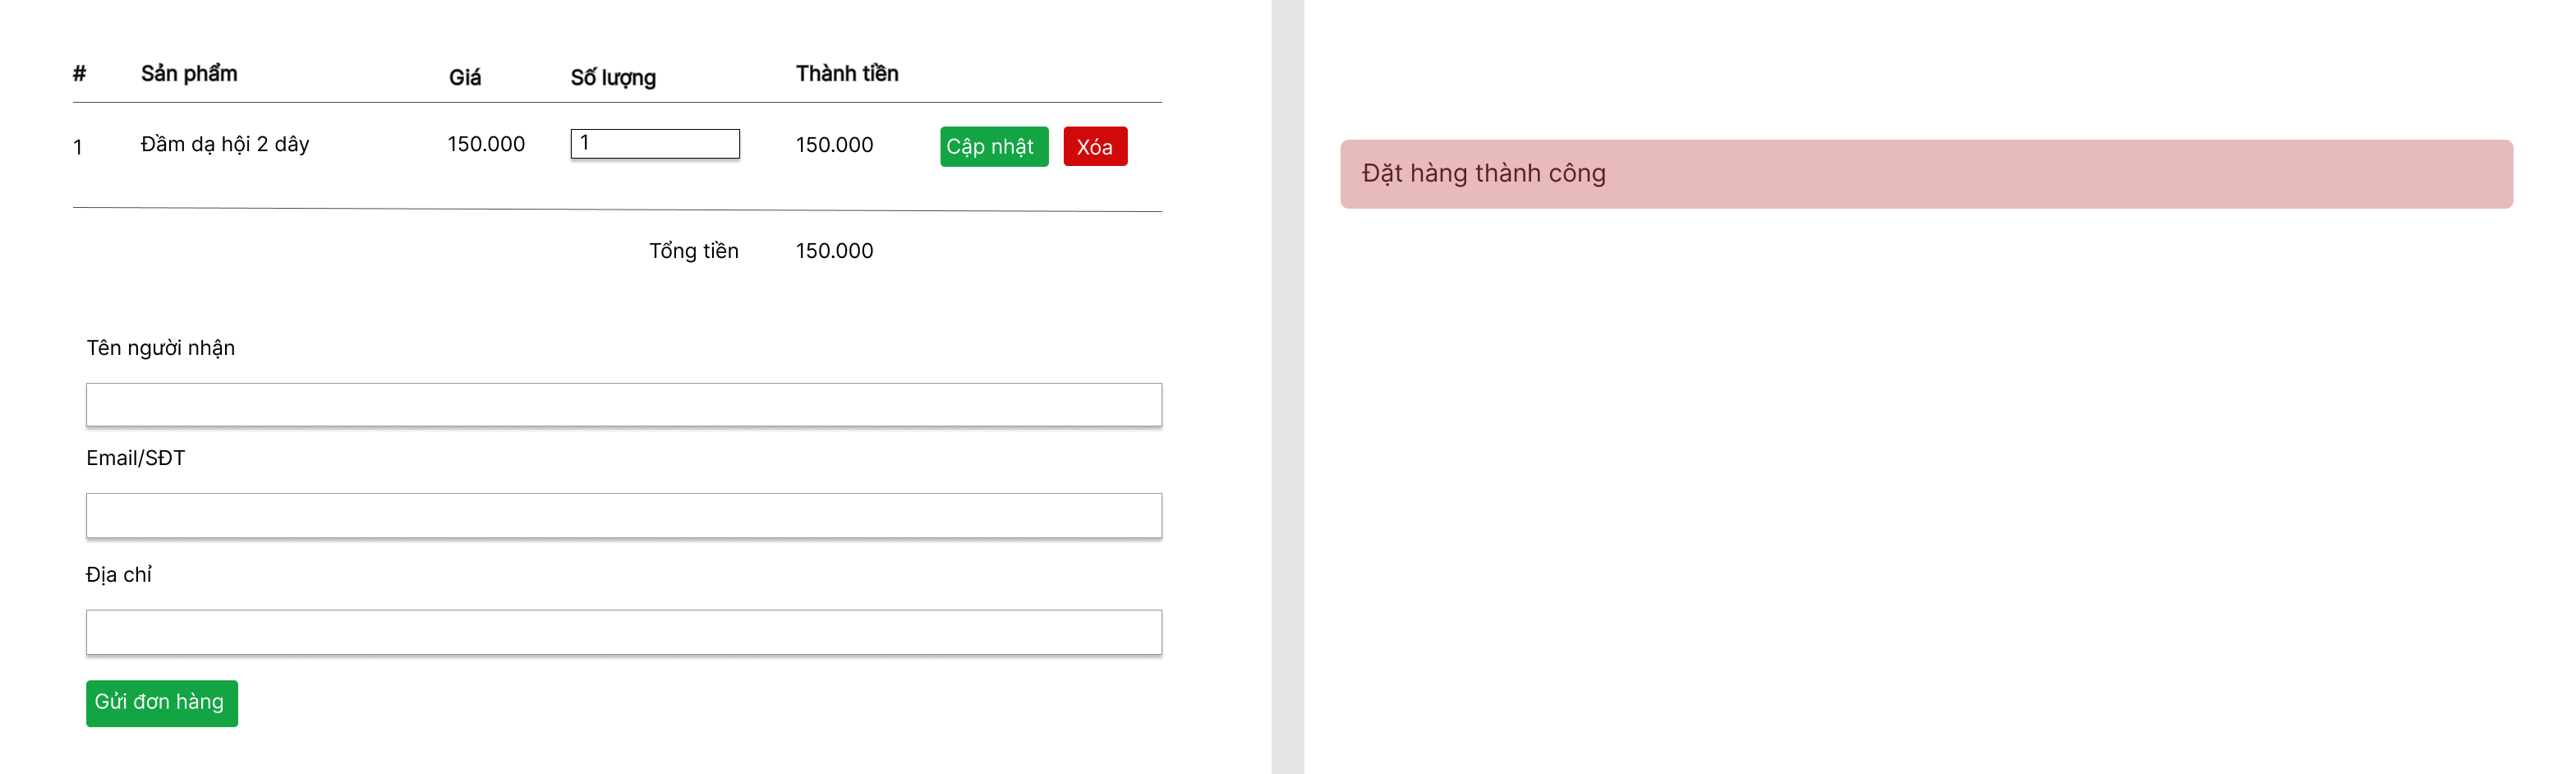 # Sản phẩm Giá Số lượng Thành tiền
1 Đầm dạ hội 2 dây 150.000 1 150.000 Cập nhật Xóa
Tổng tiền 150.000
Tên người nhận
Email/SĐT
Địa chỉ
Gửi đơn hàng
Đặt hàng thành công